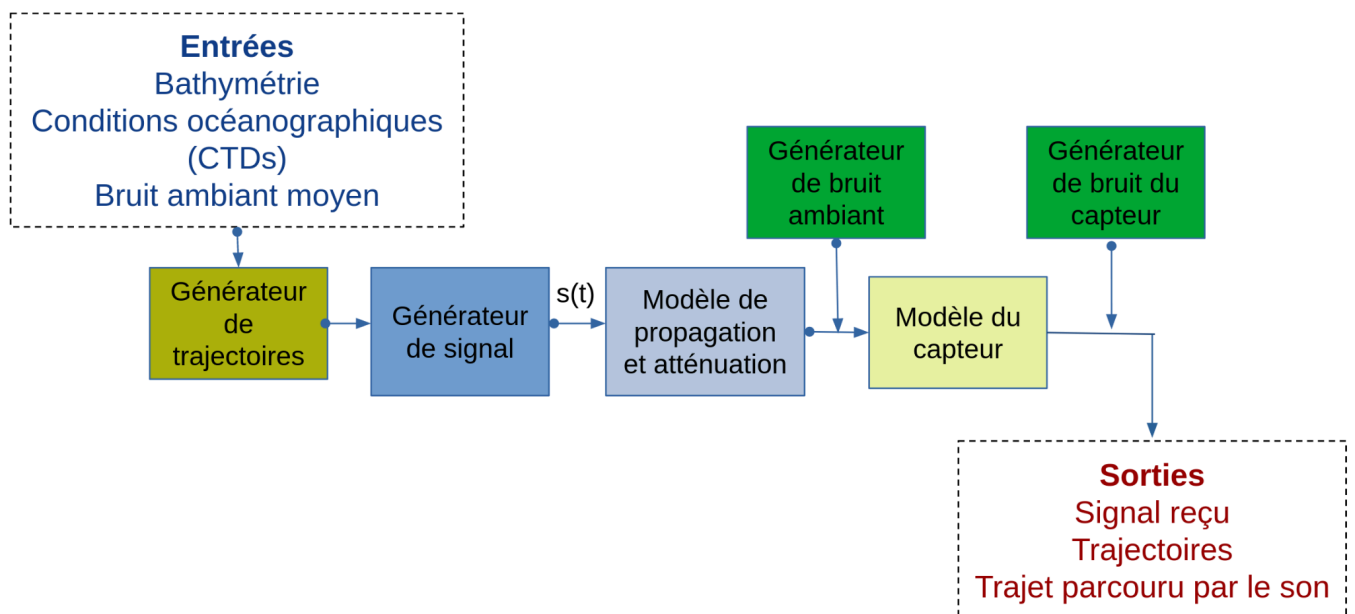 Entrées
Bathymétrie
Conditions océanographiques
(CTDs)
Bruit ambiant moyen
Générateur
de bruit
ambiant
Générateur
de bruit du
capteur
Générateur
de
trajectoires
Générateur
de signal
s(t)
Modèle de
propagation
et atténuation
Modèle du
capteur
Sorties
Signal reçu
Trajectoires
Trajet parcouru par le son